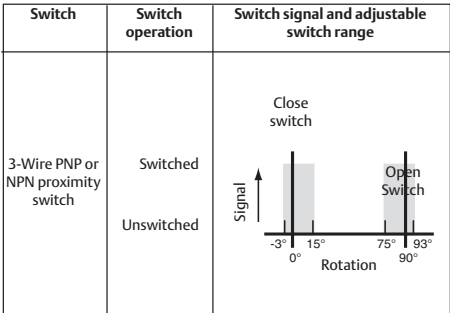 Switch
Switch
operation
Switch signal and adjustable
switch range
3-Wire PNP or
NPN proximity
switch
Switched
Unswitched
Close
switch
Open
Switch
Signal
-3° 15° 75° 93°
0° 90°
Rotation